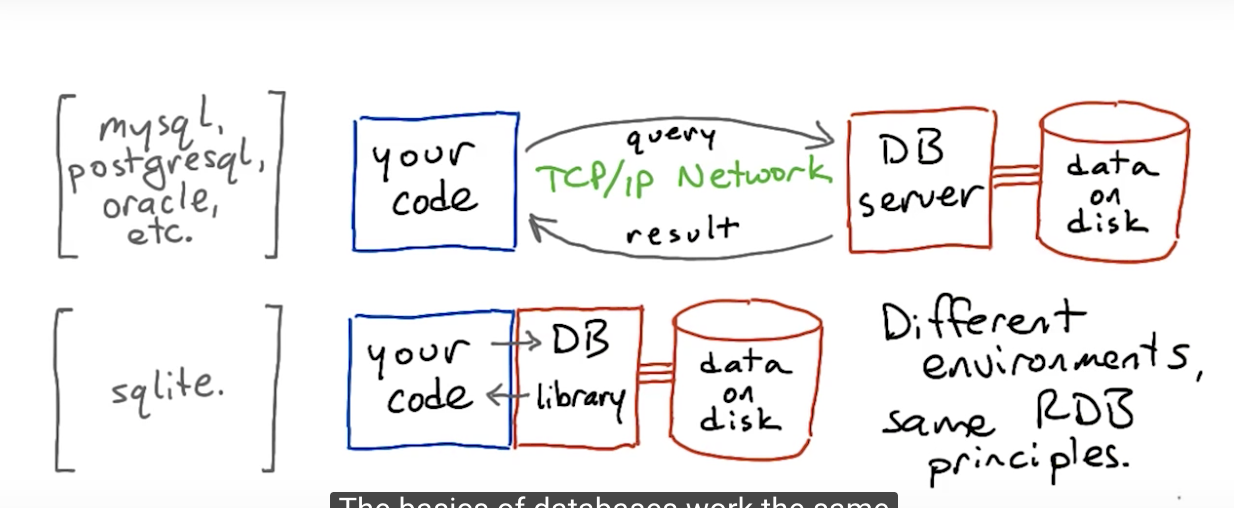 mysql,
postgresql,
oracle,
etc.
your
code
query
TCP/IP Network
result
DB
server
data
on
disk
sqlite.
your
code
DB
library
data
on
disk
Different
environments,
same RDB
principles.
The basics of databases work the same